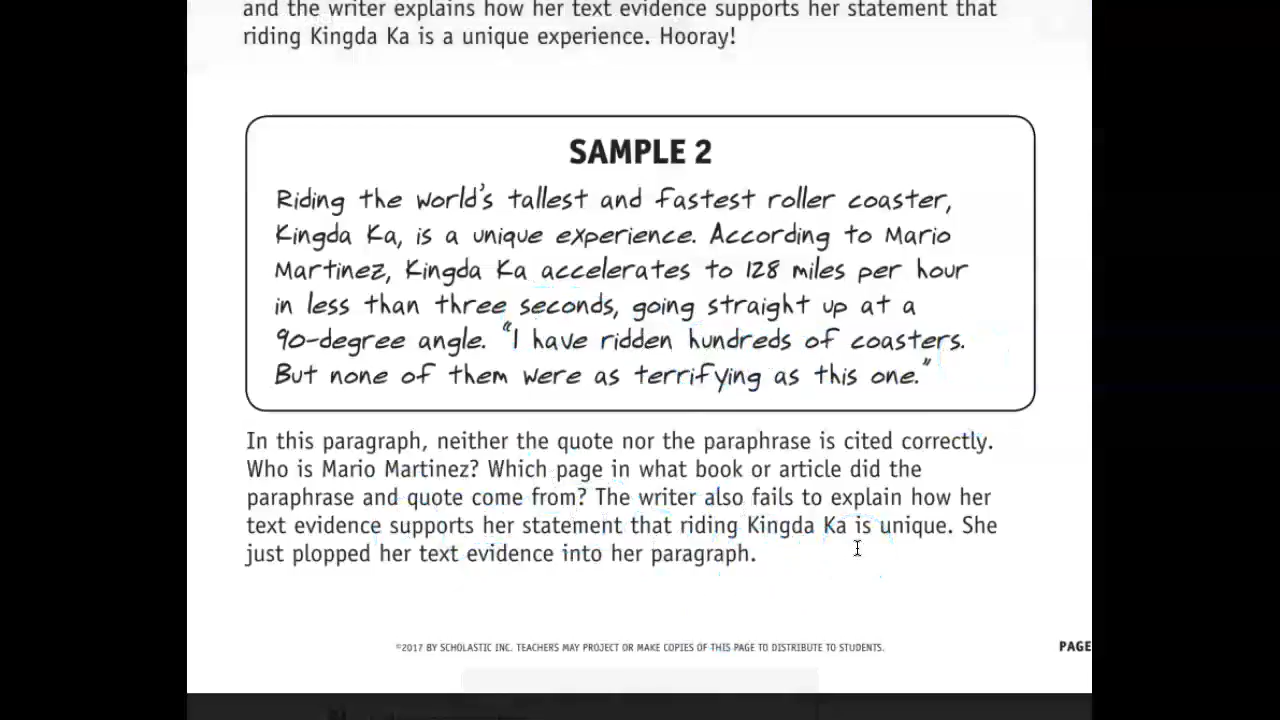 and the writer explains how her text evidence supports her statement that
riding Kingda Ka is a unique experience. Hooray!
SAMPLE 2
Riding the world's tallest and fastest roller coaster,
Kingda Ka, is a unique experience. According to Mario
Martinez, Kingda Ka accelerates to 128 miles per hour
in less than three seconds, going straight up at a
90-degree angle. "I have ridden hundreds of coasters.
But none of them were as terrifying as this one."
In this paragraph, neither the quote nor the paraphrase is cited correctly.
Who is Mario Martinez? Which page in what book or article did the
paraphrase and quote come from? The writer also fails to explain how her
text evidence supports her statement that riding Kingda Ka is unique. She
just plopped her text evidence into her paragraph.
©2017 BY SCHOLASTIC INC. TEACHERS MAY PROJECT OR MAKE COPIES OF THIS PAGE TO DISTRIBUTE TO STUDENTS.
PAGE